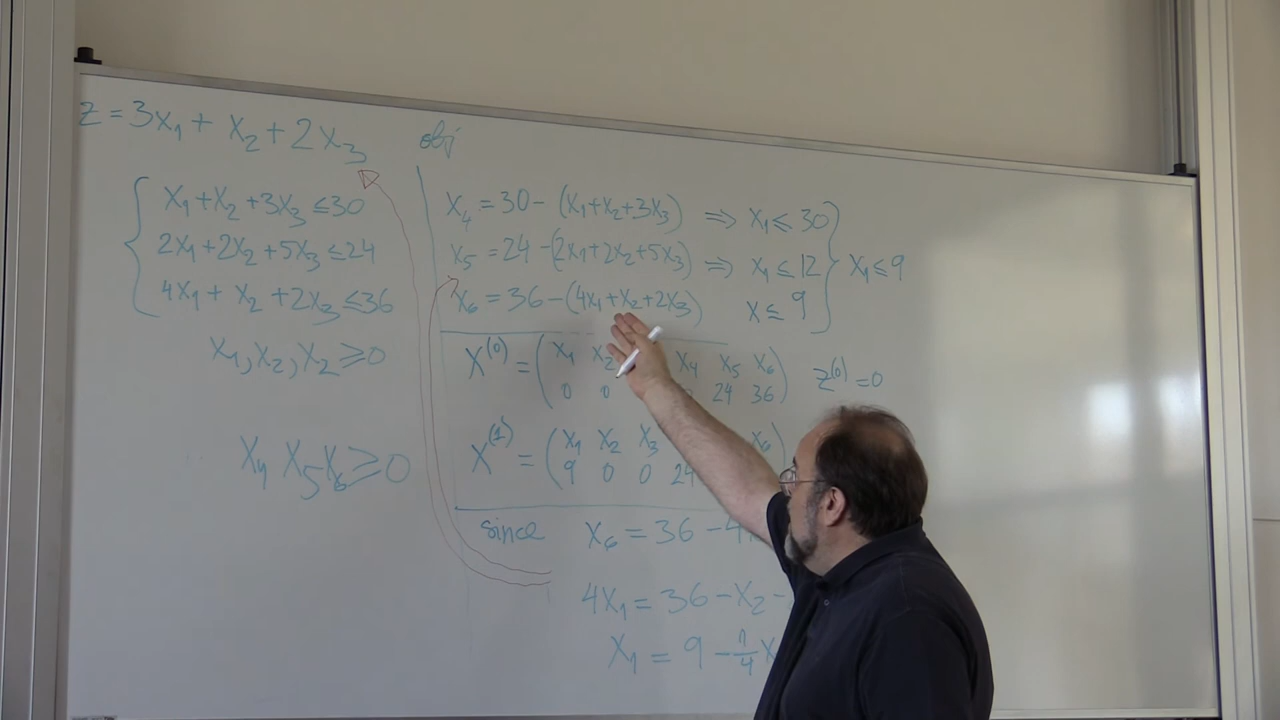 z = 3x₁ + x₂ + 2x₃ obj
x₁ + x₂ + 3x₃ ≤ 30
2x₁ + 2x₂ + 5x₃ ≤ 24
4x₁ + x₂ + 2x₃ ≤ 36
x₁, x₂, x₂ ≥ 0
x₄ x₅ x₆ ≥ 0
x₄ = 30 - (x₁ + x₂ + 3x₃) ⇒ x₁ ≤ 30
x₅ = 24 - (2x₁ + 2x₂ + 5x₃) ⇒ x₁ ≤ 12 } x₁ ≤ 9
x₆ = 36 - (4x₁ + x₂ + 2x₃) x ≤ 9
x⁽⁰⁾ = ( x₁ x₂ x₄ x₅ x₆ ) z⁽⁰⁾ = 0
0 0 24 36
x⁽¹⁾ = ( x₁ x₂ x₃ x₆ )
9 0 0 24
since x₆ = 36 - 4
4x₁ = 36 - x₂ -
x₁ = 9 - 1/4 x